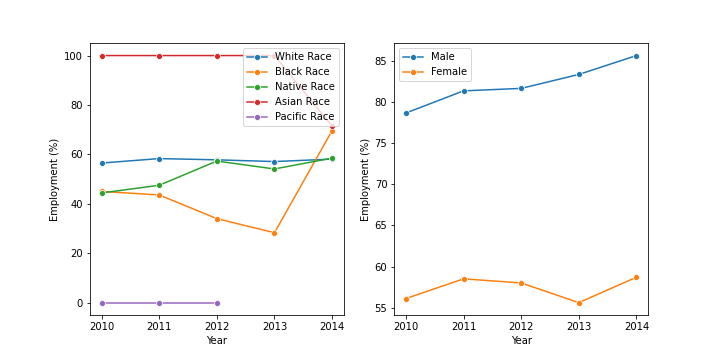 100
80
60
40
20
0
Employment (%)
2010 2011 2012 2013 2014
Year
White Race
Black Race
Native Race
Asian Race
Pacific Race
85
80
75
70
65
60
55
Employment (%)
2010 2011 2012 2013 2014
Year
Male
Female